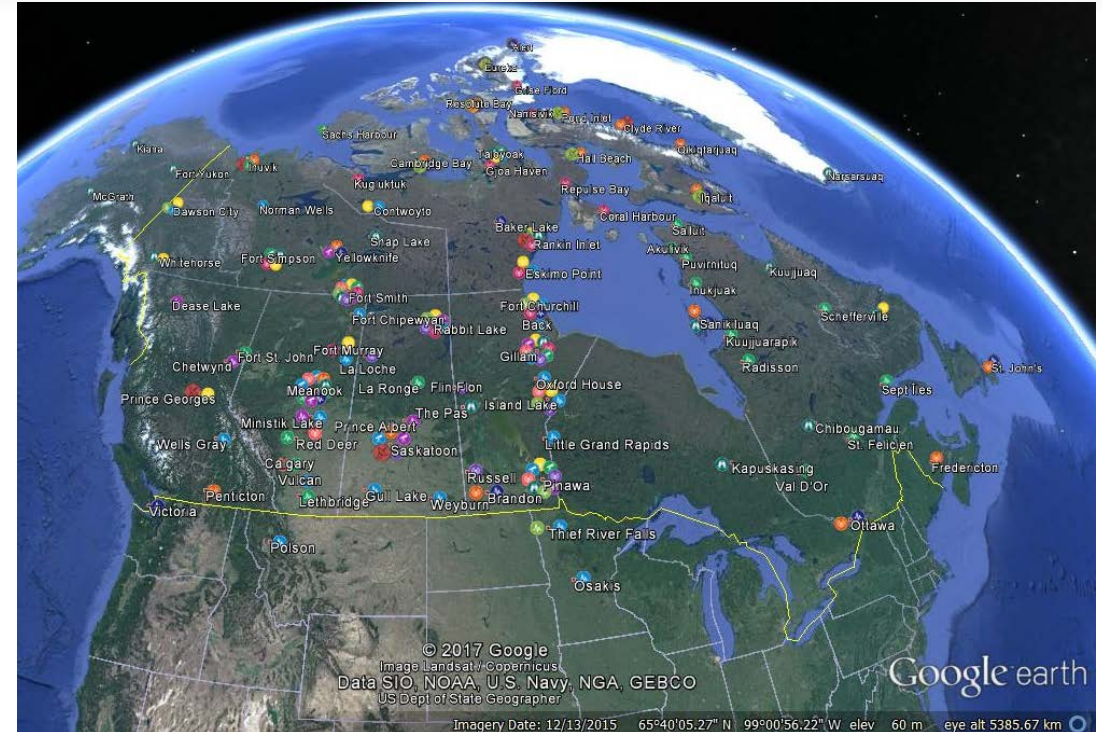 Alert
Eureka
Grise Fiord
Resolute Bay
Nanisivik
Pond Inlet
Clyde River
Sachs Harbour
Kiana
Taloyoak
Hall Beach
Qikiqtarjuaq
Inuvik
Cambridge Bay
Gjoa Haven
Fort Yukon
Narsarsuaq
Kugluktuk
Repulse Bay
McGrath
Iqaluit
Dawson City
Norman Wells
Contwoyto
Coral Harbour
Baker Lake
Salluit
Snap Lake
Rankin Inlet
Akulivik
Whitehorse
Fort Simpson
Yellowknife
Puvirnituq
Kuujjuaq
Eskimo Point
Inukjuak
Fort Smith
Dease Lake
Fort Churchill
Schefferville
Fort Chipewyan
Rabbit Lake
Back
Sanikiluaq
Kuujjuarapik
Fort St. John
Fort Murray
Gillam
Chetwynd
La Loche
Radisson
St. John's
Meanook
La Ronge
Flin Flon
Oxford House
Sept Iles
Prince Georges
Island Lake
Ministik Lake
Prince Albert
The Pas
Chibougamau
Wells Gray
Red Deer
Saskatoon
Little Grand Rapids
St. Felicien
Calgary
Kapuskasing
Fredericton
Vulcan
Russell
Pinawa
Val D'Or
Penticton
Lethbridge
Gull Lake
Weyburn
Brandon
Victoria
Ottawa
Thief River Falls
Polson
Osakis
© 2017 Google
Image Landsat / Copernicus
Data SIO, NOAA, U.S. Navy, NGA, GEBCO
US Dept of State Geographer
Google earth
Imagery Date: 12/13/2015 65°40'05.27" N 99°00'56.22" W elev 60 m eye alt 5385.67 km